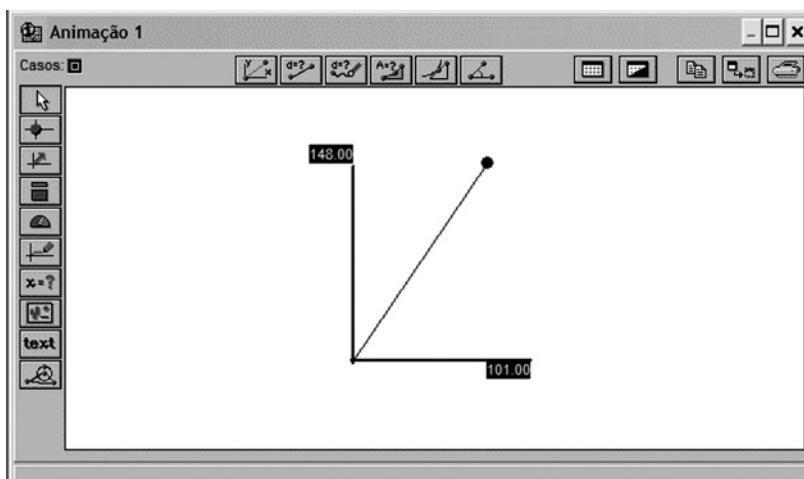 Animação 1
Casos:
Y x d=? d=? A=?
148.00
x=?
text
101.00